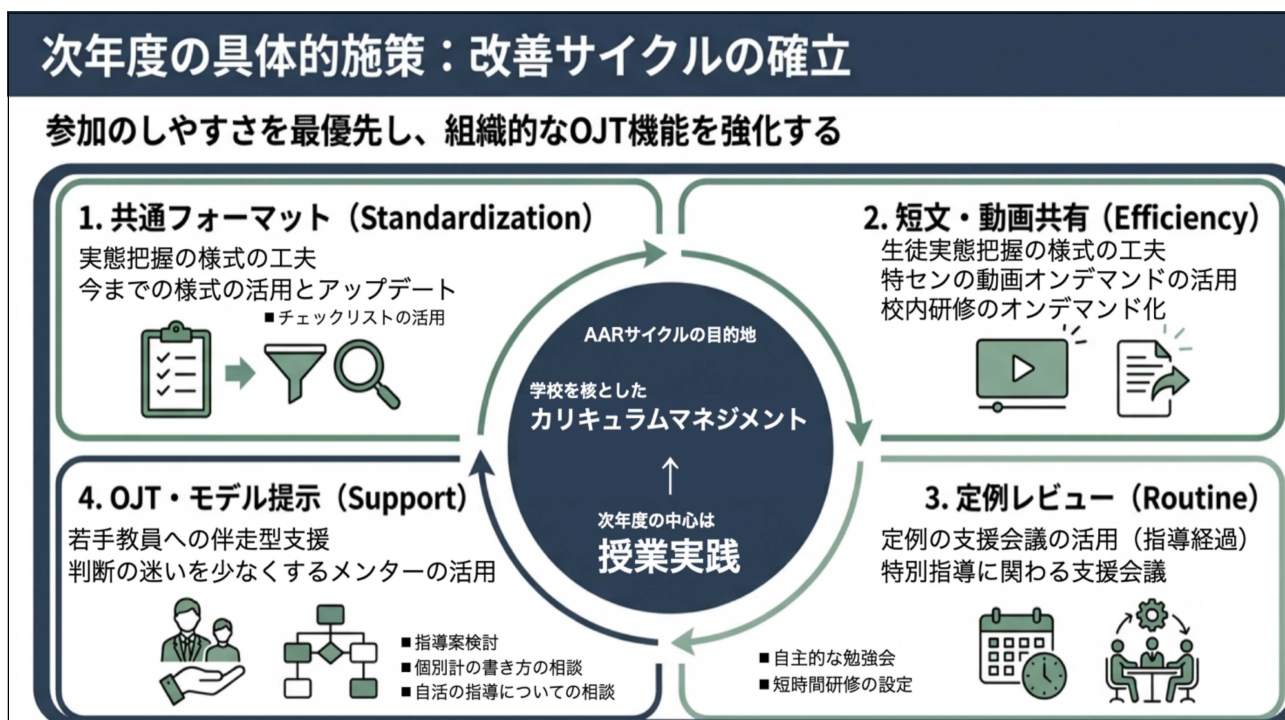 次年度の具体的施策：改善サイクルの確立
参加のしやすさを最優先し、組織的なOJT機能を強化する
1. 共通フォーマット（Standardization）
実態把握の様式の工夫
今までの様式の活用とアップデート
■チェックリストの活用
2. 短文・動画共有（Efficiency）
生徒実態把握の様式の工夫
特センの動画オンデマンドの活用
校内研修のオンデマンド化
AARサイクルの目的地
学校を核とした
カリキュラムマネジメント
↑
次年度の中心は
授業実践
3. 定例レビュー（Routine）
定例の支援会議の活用（指導経過）
特別指導に関わる支援会議
■自主的な勉強会
■短時間研修の設定
4. OJT・モデル提示（Support）
若手教員への伴走型支援
判断の迷いを少なくするメンターの活用
■指導案検討
■個別計の書き方の相談
■自活の指導についての相談